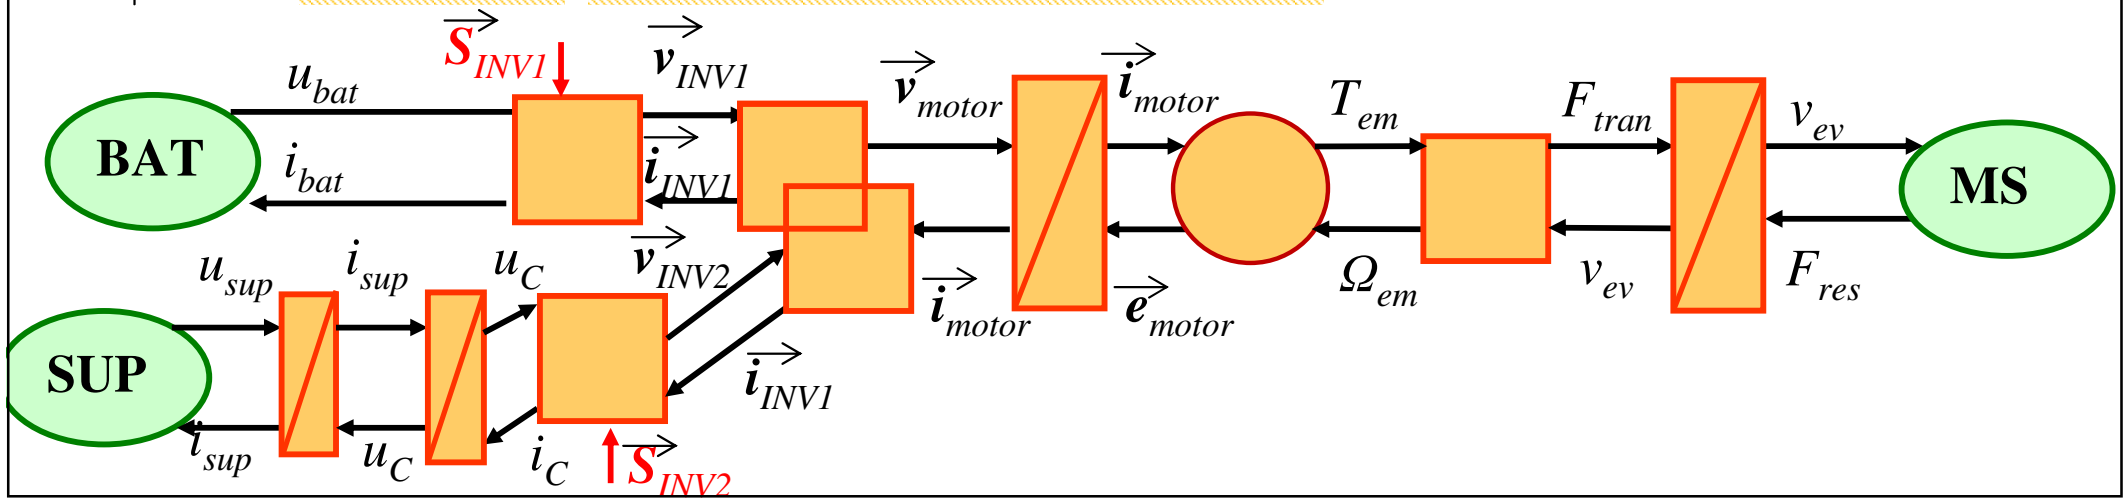 S_INV1
v_INV1
u_bat
v_motor
i_motor
T_em
F_tran
v_ev
BAT
i_bat
i_INV1
MS
u_sup
i_sup
u_C
v_INV2
Ω_em
v_ev
F_res
i_motor
e_motor
SUP
i_INV1
i_sup
u_C
i_C
S_INV2